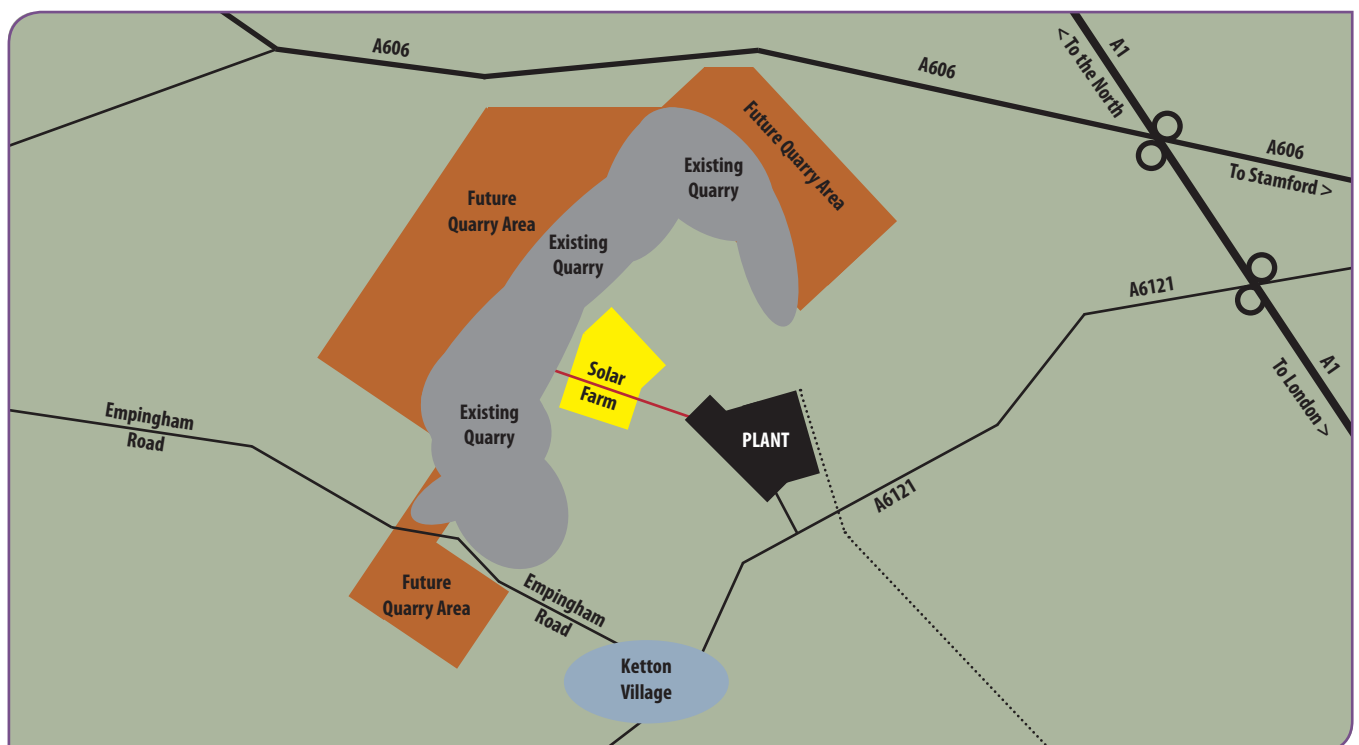 A606
A606
A1
< To the North
A606
To Stamford >
Future Quarry Area
Existing
Quarry
Future
Quarry Area
Existing
Quarry
A6121
A1
To London >
Solar
Farm
Empingham
Road
Existing
Quarry
PLANT
A6121
Future
Quarry Area
Empingham
Road
Ketton
Village